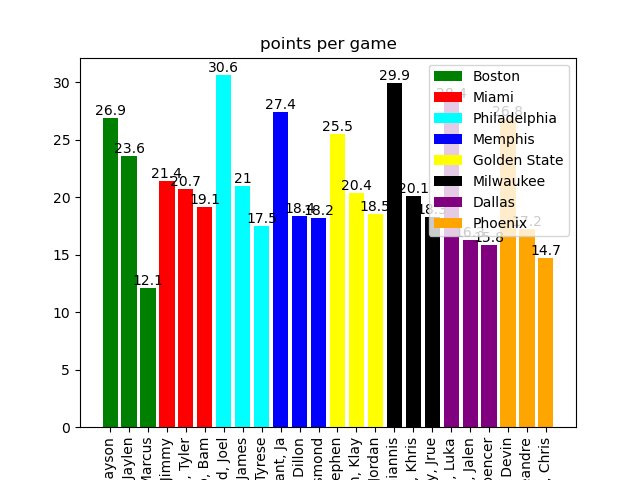 points per game
30
25
20
15
10
5
0
26.9
23.6
12.1
21.4
20.7
19.1
30.6
21
17.5
27.4
18.4
18.2
25.5
20.4
18.5
29.9
20.1
15.8
26.8
14.7
Boston
Miami
Philadelphia
Memphis
Golden State
Milwaukee
Dallas
Phoenix
ayson
Jaylen
Marcus
Jimmy
, Tyler
, Bam
d, Joel
James
Tyrese
ant, Ja
Dillon
smond
ephen
, Klay
Jordan
iannis
, Khris
y, Jrue
, Luka
, Jalen
pencer
Devin
eandre
, Chris